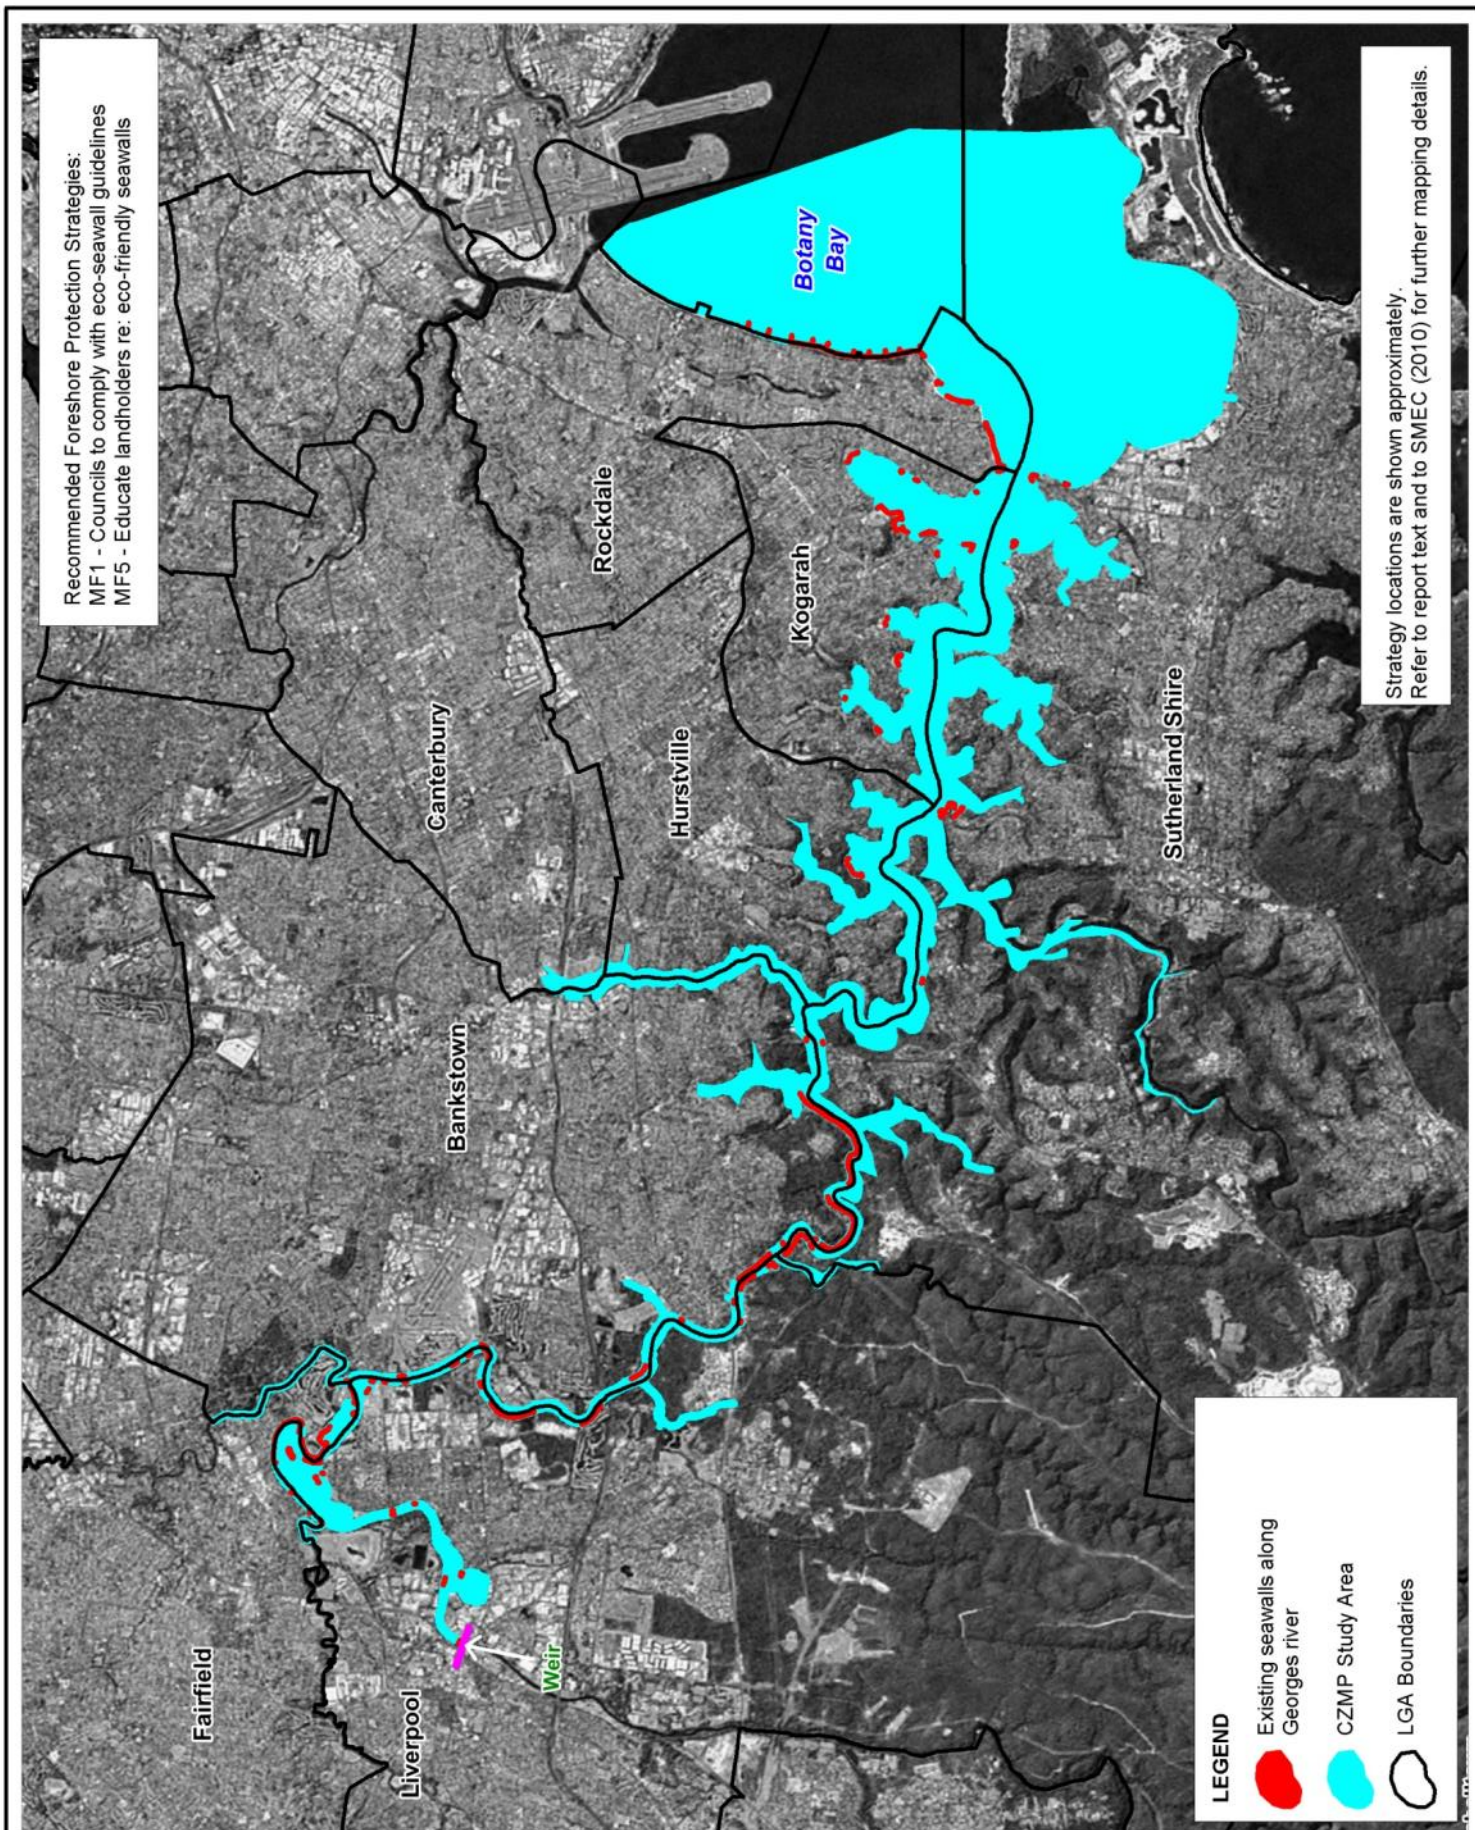 Recommended Foreshore Protection Strategies:
MF1 - Councils to comply with eco-seawall guidelines
MF5 - Educate landholders re: eco-friendly seawalls
Fairfield
Liverpool
Weir
Bankstown
Canterbury
Hurstville
Rockdale
Kogarah
Sutherland Shire
Botany
Bay
LEGEND
Existing seawalls along
Georges river
CZMP Study Area
LGA Boundaries
Strategy locations are shown approximately.
Refer to report text and to SMEC (2010) for further mapping details.